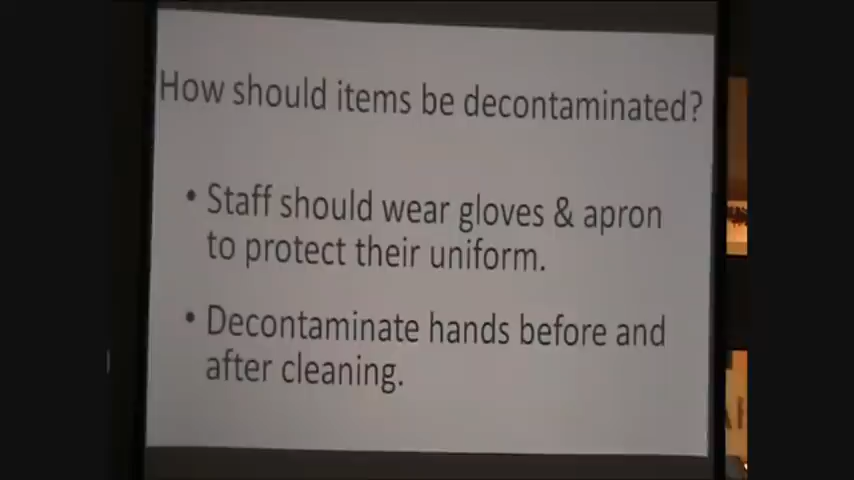 How should items be decontaminated?
• Staff should wear gloves & apron
to protect their uniform.
• Decontaminate hands before and
after cleaning.